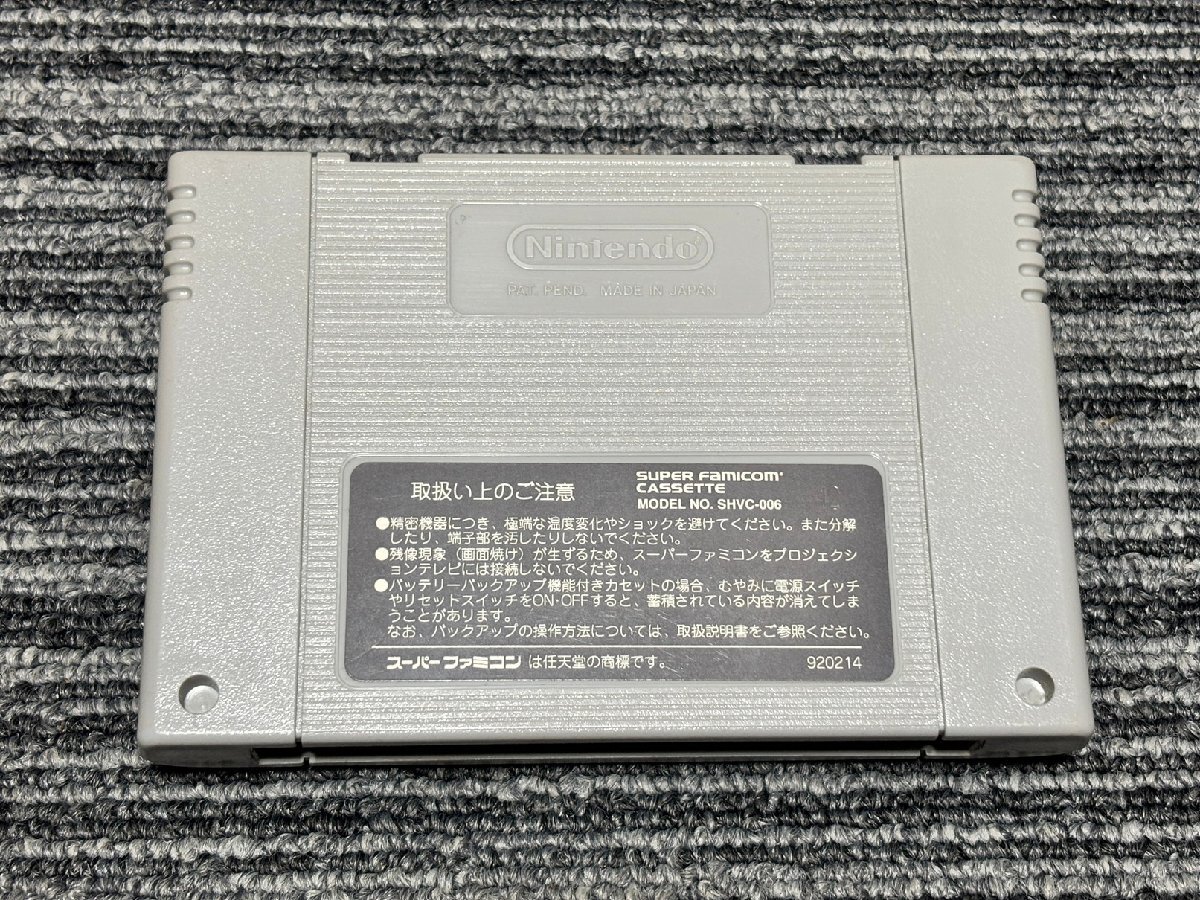 Nintendo
PAT. PEND. MADE IN JAPAN
取扱い上のご注意
SUPER FAMICOM
CASSETTE
MODEL NO. SHVC-006
●精密機器につき、極端な温度変化やショックを避けてください。また分解
したり、端子部を汚したりしないでください。
●残像現象（画面焼け）が生ずるため、スーパーファミコンをプロジェクシ
ョンテレビには接続しないでください。
●バッテリーバックアップ機能付きカセットの場合、むやみに電源スイッチ
やリセットスイッチをON・OFFすると、蓄積されている内容が消えてしま
うことがあります。
なお、バックアップの操作方法については、取扱説明書をご参照ください。
スーパーファミコン は任天堂の商標です。
920214